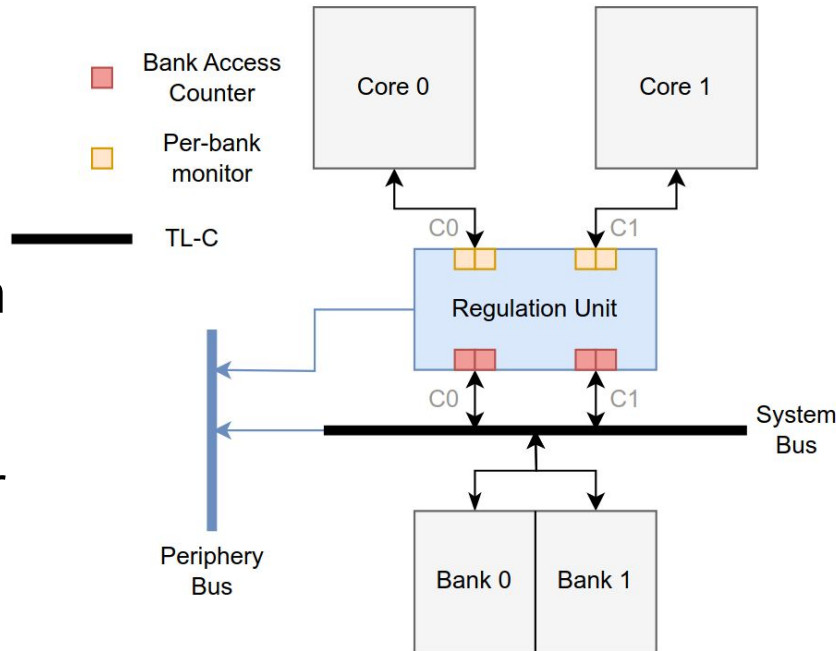 Bank Access
Counter
Per-bank
monitor
TL-C
Core 0
Core 1
C0
C1
Regulation Unit
C0
C1
System
Bus
Periphery
Bus
Bank 0
Bank 1